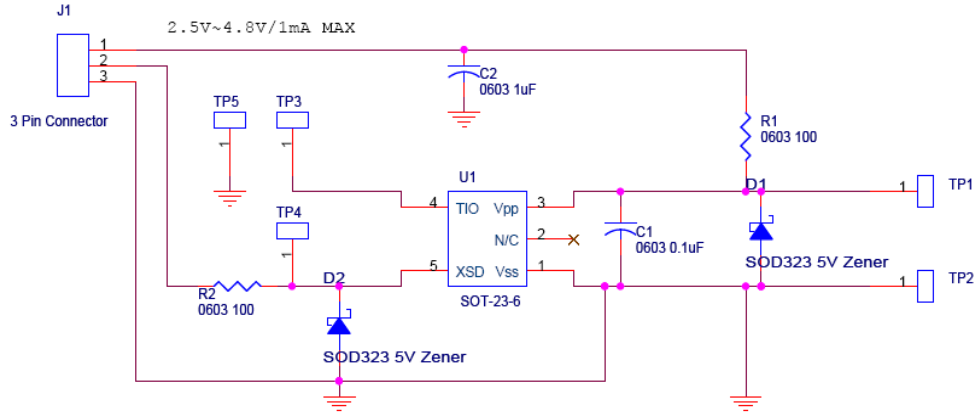 J1
2.5V~4.8V/1mA MAX
1
2
3
3 Pin Connector
C2
0603 1uF
TP5
1
TP3
1
R1
0603 100
U1
4 TIO Vpp 3
N/C 2
5 XSD Vss 1
SOT-23-6
C1
0603 0.1uF
D1
SOD323 5V Zener
1 TP1
1 TP2
TP4
1
R2
0603 100
D2
SOD323 5V Zener